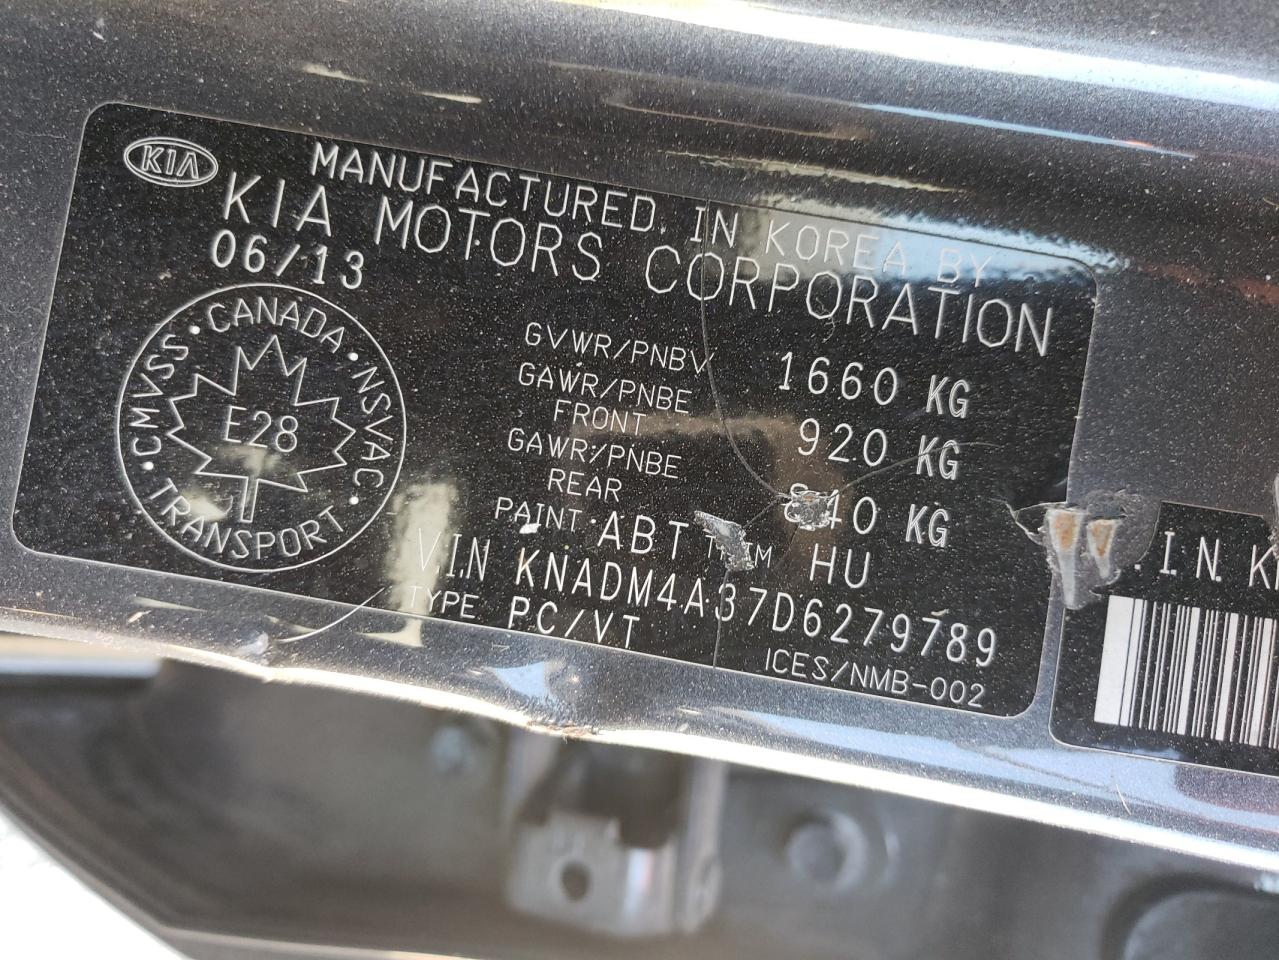 KIA
MANUFACTURED IN KOREA BY
KIA MOTORS CORPORATION
06/13
CMVSS • CANADA • NSVAC • TRANSPORT •
E28
GVWR/PNBV 1660 KG
GAWR/PNBE FRONT 920 KG
GAWR/PNBE REAR 840 KG
PAINT ABT TRIM HU
V.I.N KNADM4A37D6279789
TYPE PC/VT
ICES/NMB-002
.I.N. K